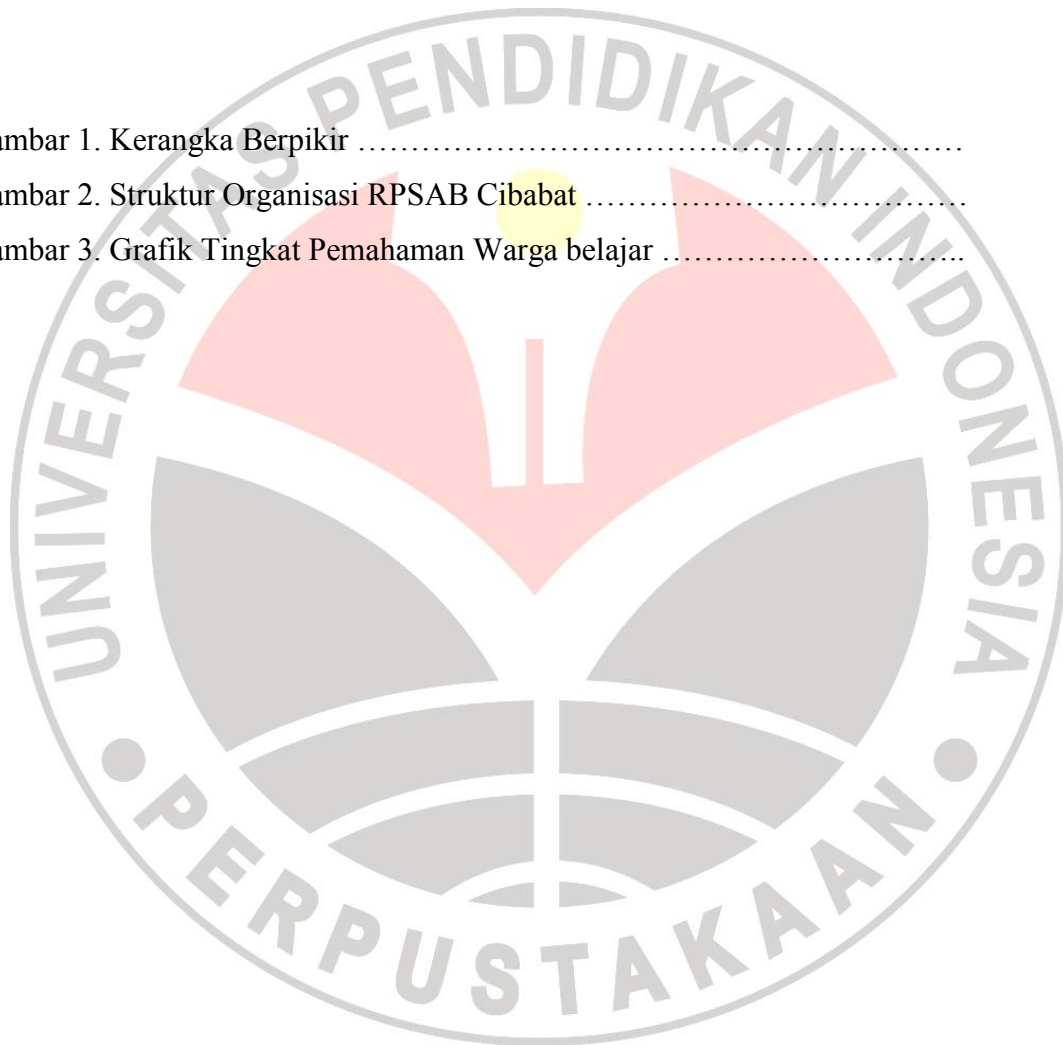 UNIVERSITAS PENDIDIKAN INDONESIA
ambar 1. Kerangka Berpikir …………………………………………………
ambar 2. Struktur Organisasi RPSAB Cibabat ………………………………
ambar 3. Grafik Tingkat Pemahaman Warga belajar ………………………..
PERPUSTAKAAN